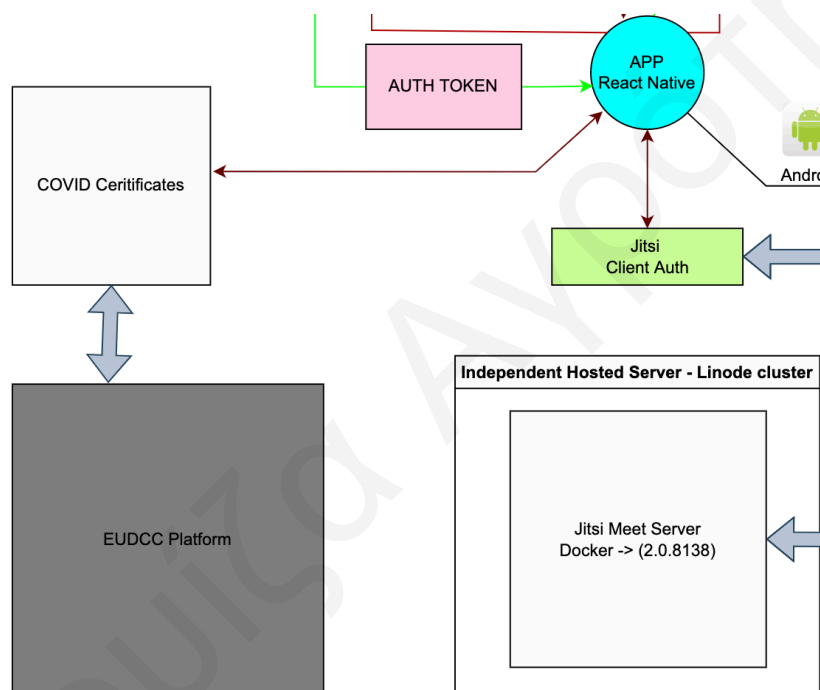 APP
React Native
AUTH TOKEN
COVID Ceritificates
Jitsi
Client Auth
Independent Hosted Server - Linode cluster
Jitsi Meet Server
Docker -> (2.0.8138)
EUDCC Platform